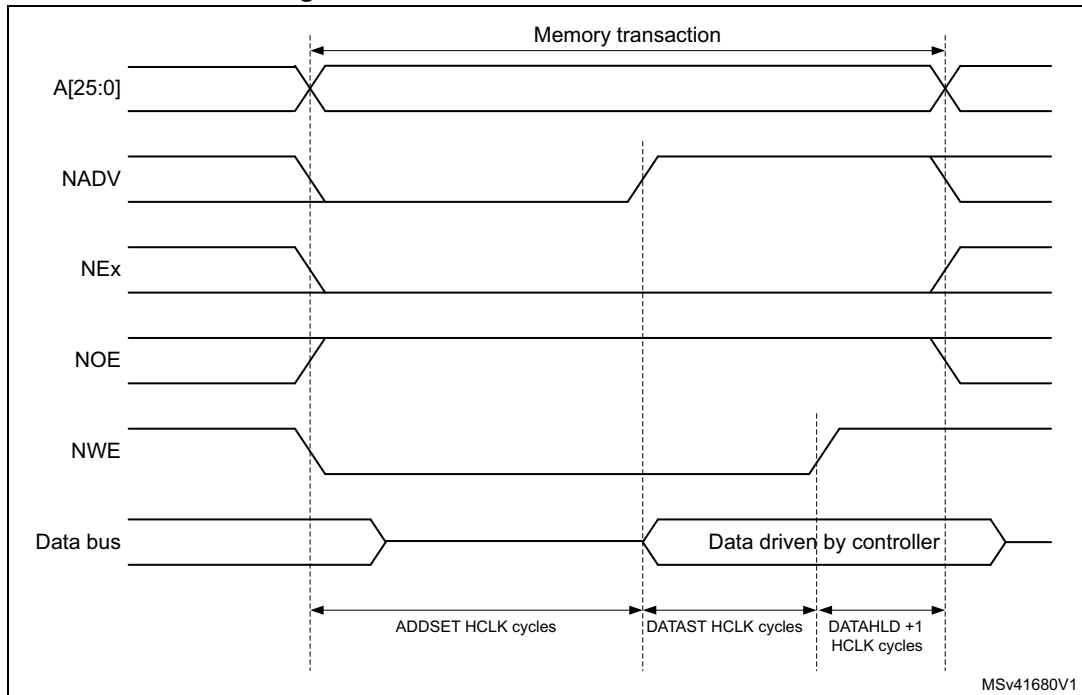 Memory transaction
A[25:0]
NADV
NEx
NOE
NWE
Data bus
Data driven by controller
ADDSET HCLK cycles
DATAST HCLK cycles
DATAHLD +1
HCLK cycles
MSv41680V1